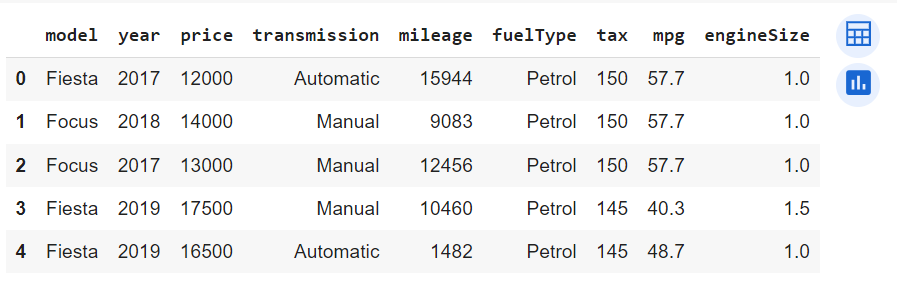 model year price transmission mileage fuelType tax mpg engineSize
0 Fiesta 2017 12000 Automatic 15944 Petrol 150 57.7 1.0
1 Focus 2018 14000 Manual 9083 Petrol 150 57.7 1.0
2 Focus 2017 13000 Manual 12456 Petrol 150 57.7 1.0
3 Fiesta 2019 17500 Manual 10460 Petrol 145 40.3 1.5
4 Fiesta 2019 16500 Automatic 1482 Petrol 145 48.7 1.0